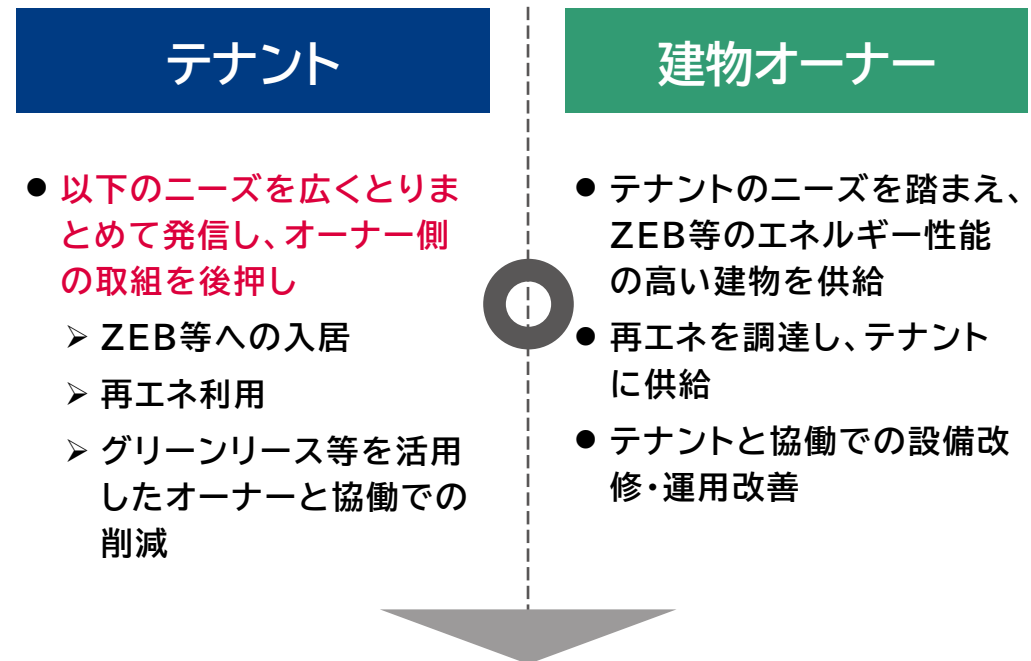 テナント
● 以下のニーズを広くとりま
とめて発信し、オーナー側
の取組を後押し
➢ ZEB等への入居
➢ 再エネ利用
➢ グリーンリース等を活用
したオーナーと協働での
削減
建物オーナー
● テナントのニーズを踏まえ、
ZEB等のエネルギー性能
の高い建物を供給
● 再エネを調達し、テナント
に供給
● テナントと協働での設備改
修・運用改善